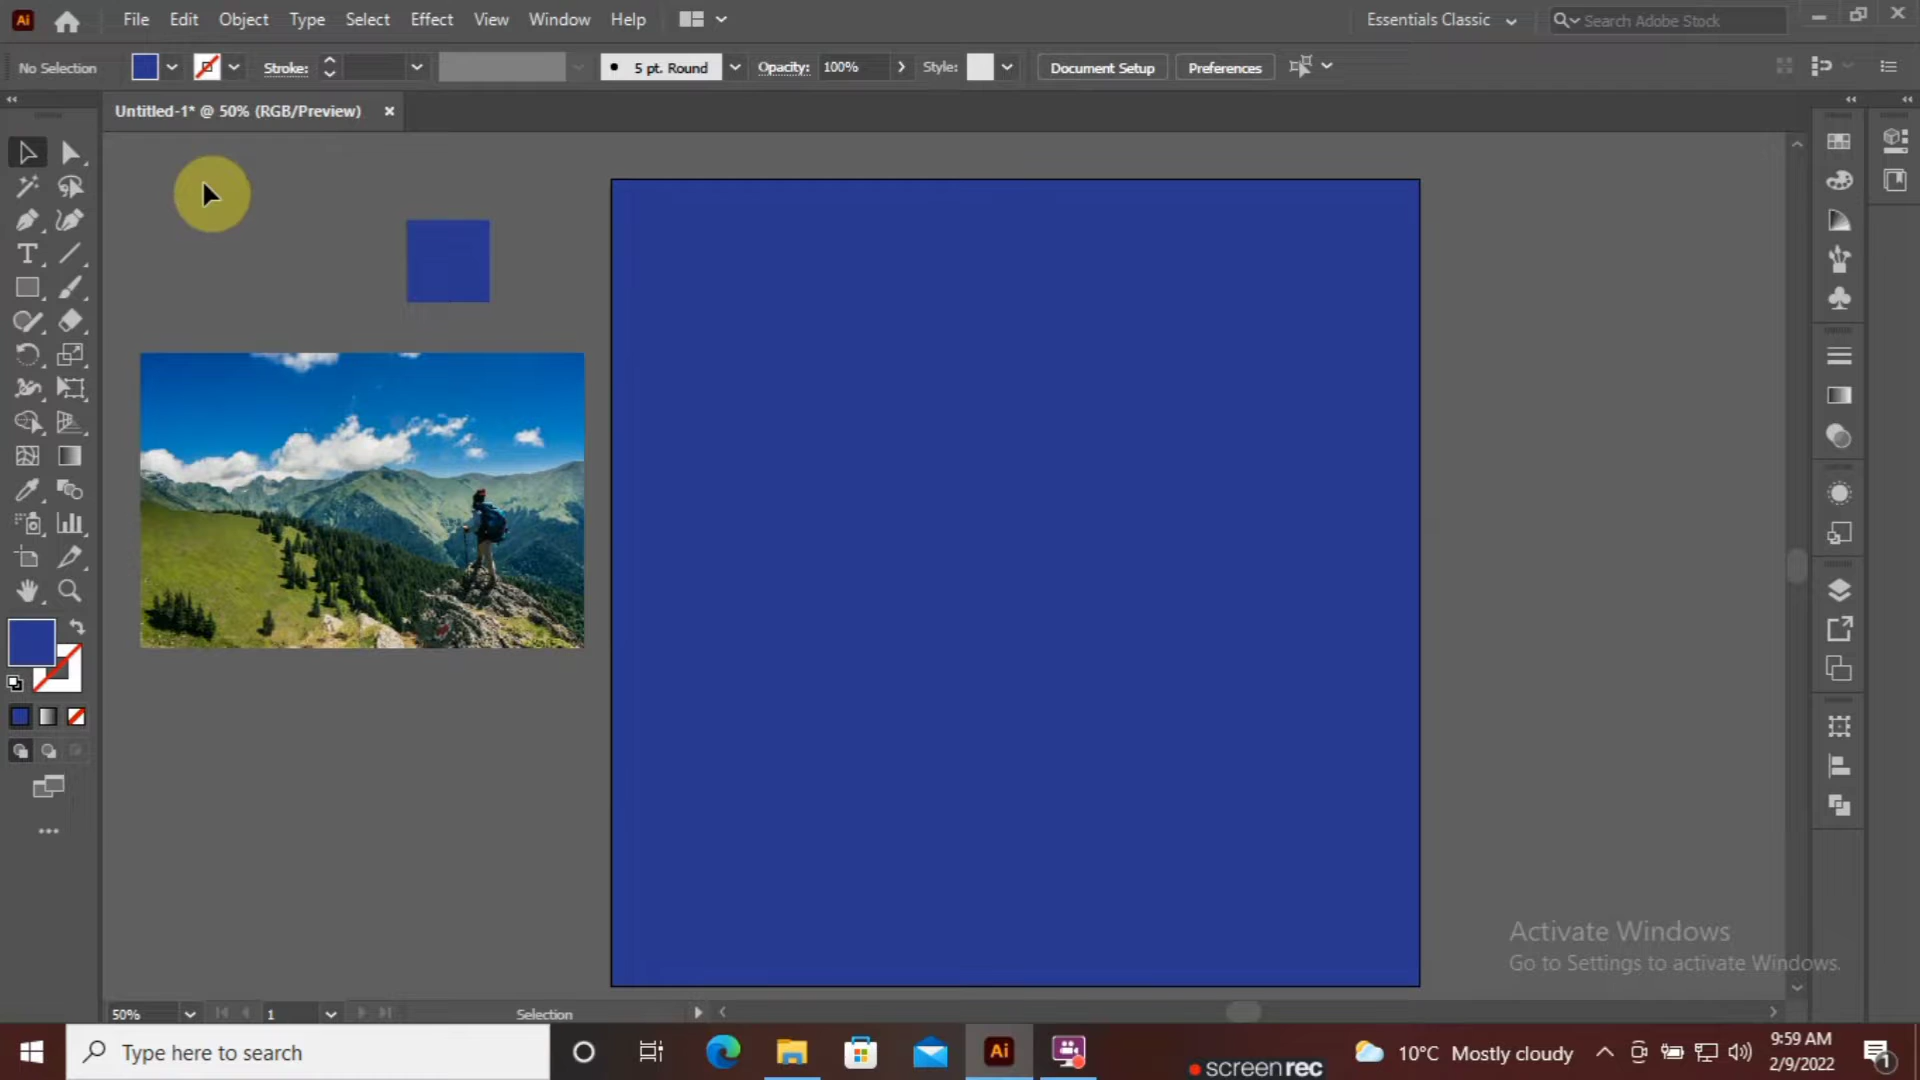 Ai File Edit Object Type Select Effect View Window Help Essentials Classic Search Adobe Stock
No Selection Stroke: 5 pt. Round Opacity: 100% Style: Document Setup Preferences
Untitled-1* @ 50% (RGB/Preview)
T
Activate Windows
Go to Settings to activate Windows.
50% 1 Selection
Type here to search Ai screenrec 10°C Mostly cloudy 9:59 AM
2/9/2022
1